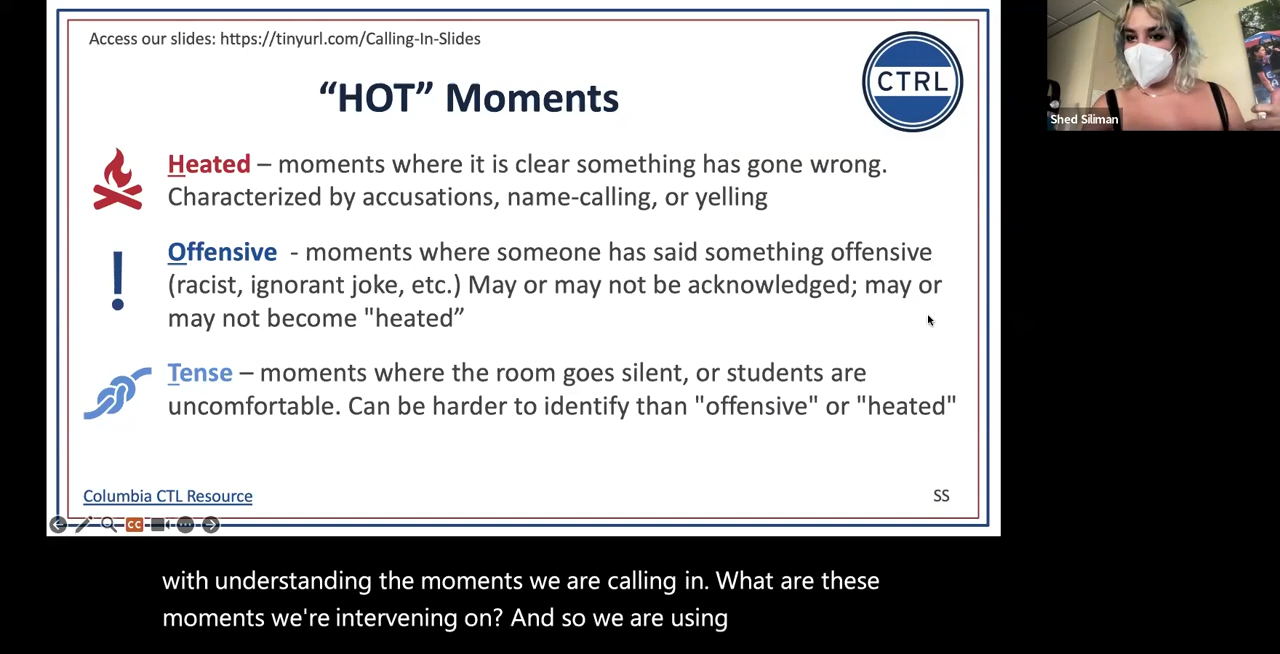 Access our slides: https://tinyurl.com/Calling-In-Slides
CTRL
“HOT” Moments
Heated – moments where it is clear something has gone wrong.
Characterized by accusations, name-calling, or yelling
Offensive - moments where someone has said something offensive
(racist, ignorant joke, etc.) May or may not be acknowledged; may or
may not become "heated”
Tense – moments where the room goes silent, or students are
uncomfortable. Can be harder to identify than "offensive" or "heated"
Columbia CTL Resource
SS
CC
Shed Siliman
with understanding the moments we are calling in. What are these
moments we're intervening on? And so we are using